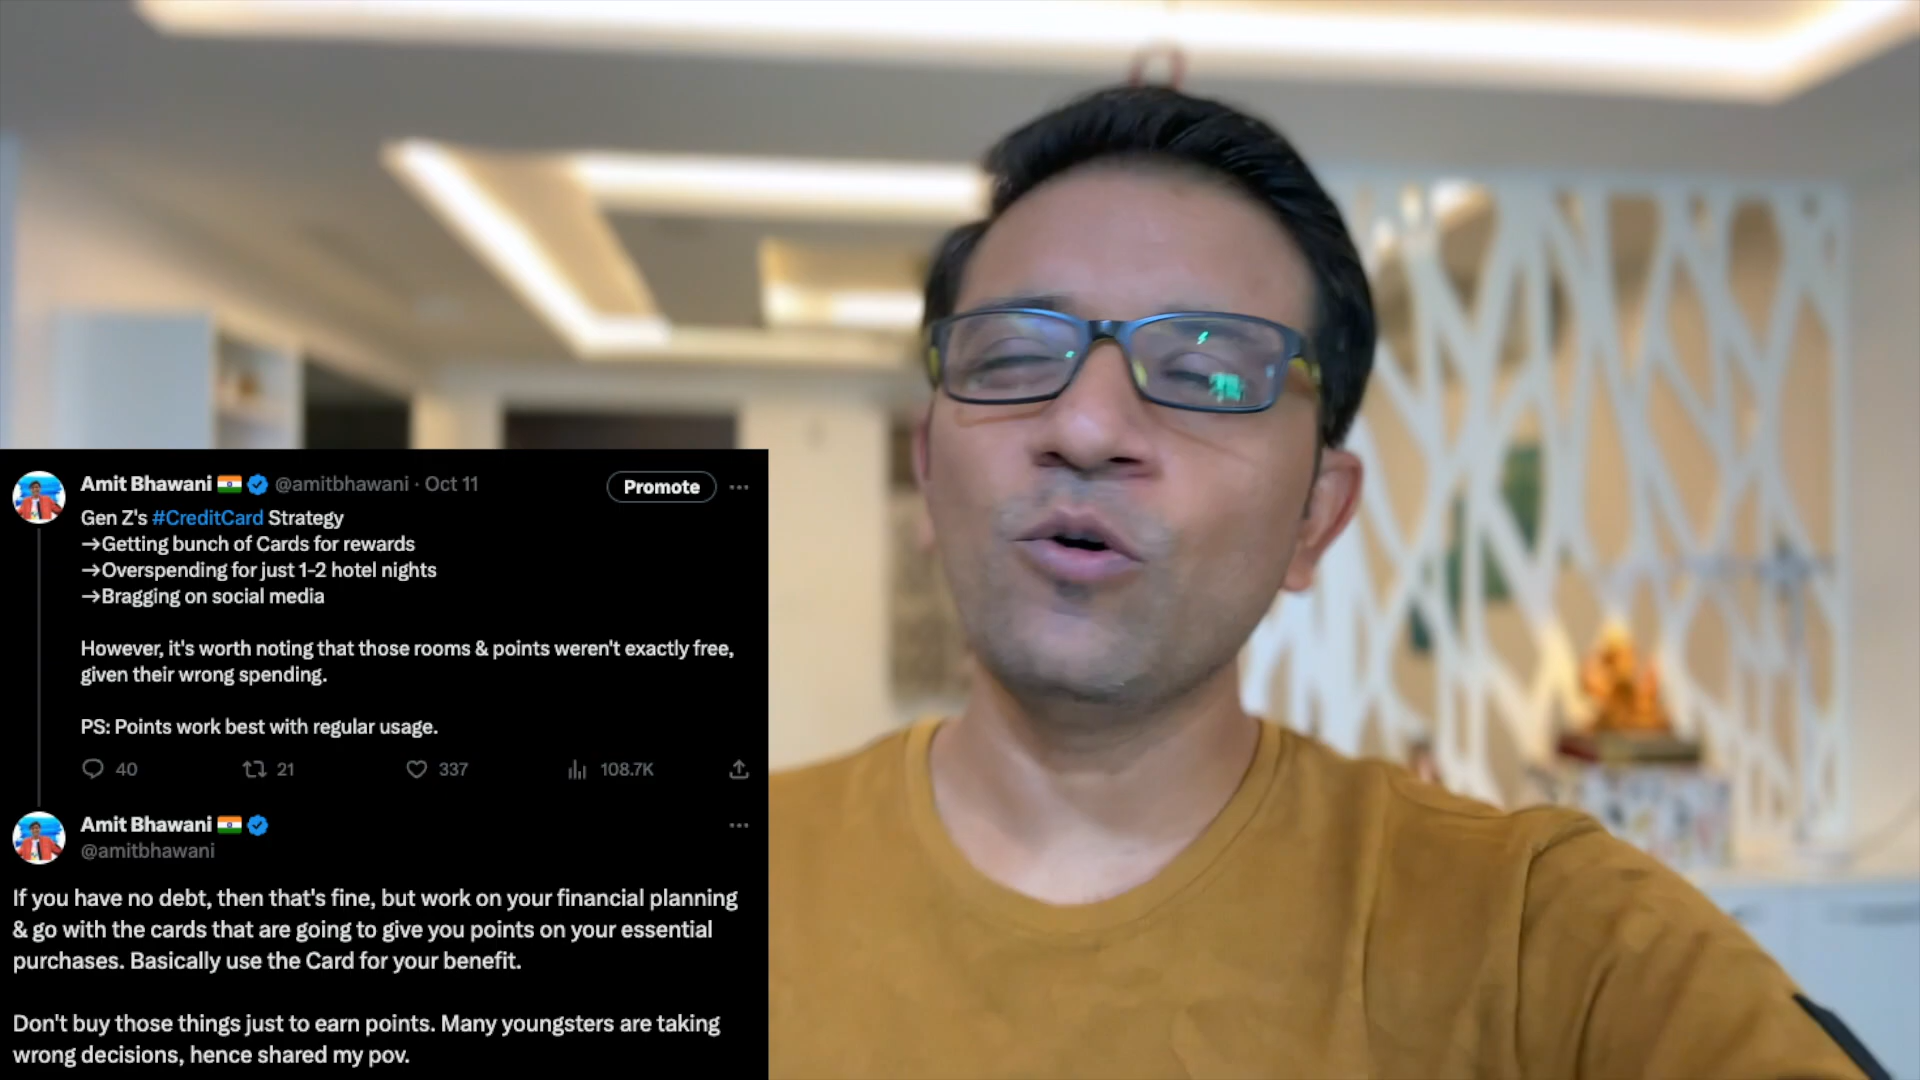 Amit Bhawani 🇮🇳 @amitbhawani · Oct 11
Promote
Gen Z's #CreditCard Strategy
→Getting bunch of Cards for rewards
→Overspending for just 1-2 hotel nights
→Bragging on social media
However, it's worth noting that those rooms & points weren't exactly free,
given their wrong spending.
PS: Points work best with regular usage.
40 21 337 108.7K
Amit Bhawani 🇮🇳
@amitbhawani
If you have no debt, then that's fine, but work on your financial planning
& go with the cards that are going to give you points on your essential
purchases. Basically use the Card for your benefit.
Don't buy those things just to earn points. Many youngsters are taking
wrong decisions, hence shared my pov.